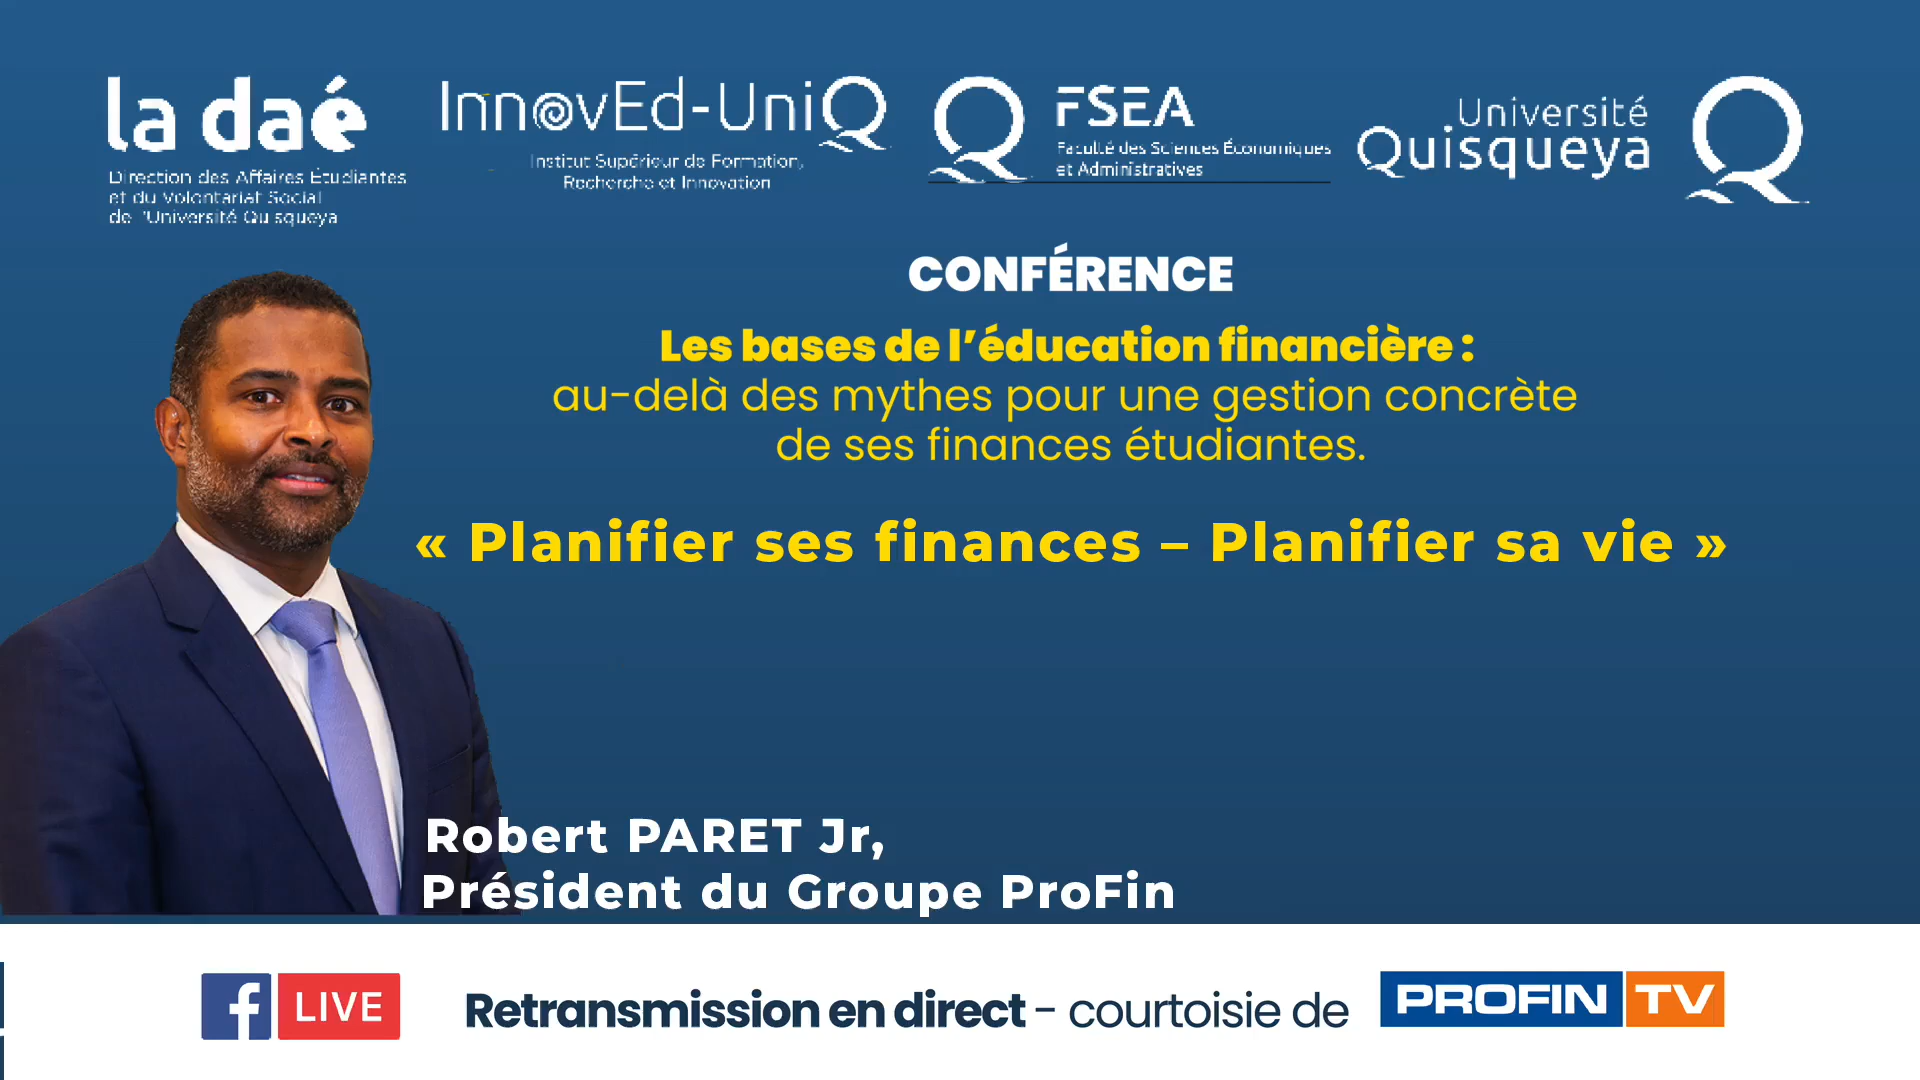 la daé
Direction des Affaires Étudiantes
et du Volontariat Social
de l'Université Quisqueya
InnovEd-UniQ
Institut Supérieur de Formation,
Recherche et Innovation
FSEA
Faculté des Sciences Économiques
et Administratives
Université
Quisqueya
CONFÉRENCE
Les bases de l'éducation financière :
au-delà des mythes pour une gestion concrète
de ses finances étudiantes.
« Planifier ses finances – Planifier sa vie »
Robert PARET Jr,
Président du Groupe ProFin
f LIVE
Retransmission en direct - courtoisie de
PROFIN TV